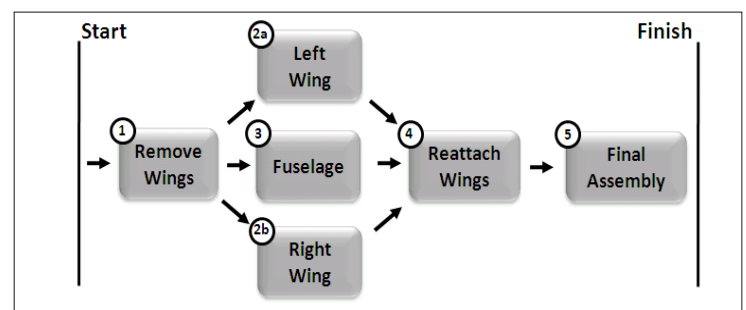 Start
Finish
1
Remove
Wings
2a
Left
Wing
3
Fuselage
2b
Right
Wing
4
Reattach
Wings
5
Final
Assembly